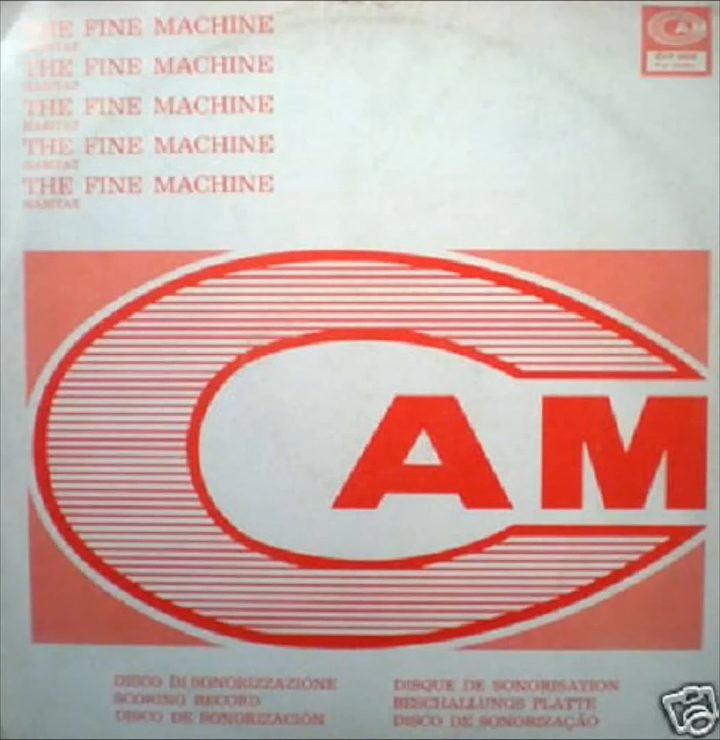 THE FINE MACHINE
HABITAT
THE FINE MACHINE
HABITAT
THE FINE MACHINE
HABITAT
THE FINE MACHINE
HABITAT
THE FINE MACHINE
HABITAT
CAM
CAM
DISCO DI SONORIZZAZIONE
SCORING RECORD
DISCO DE SONORIZACIÓN
DISQUE DE SONORISATION
BESCHALLUNGS PLATTE
DISCO DE SONORIZAÇÃO